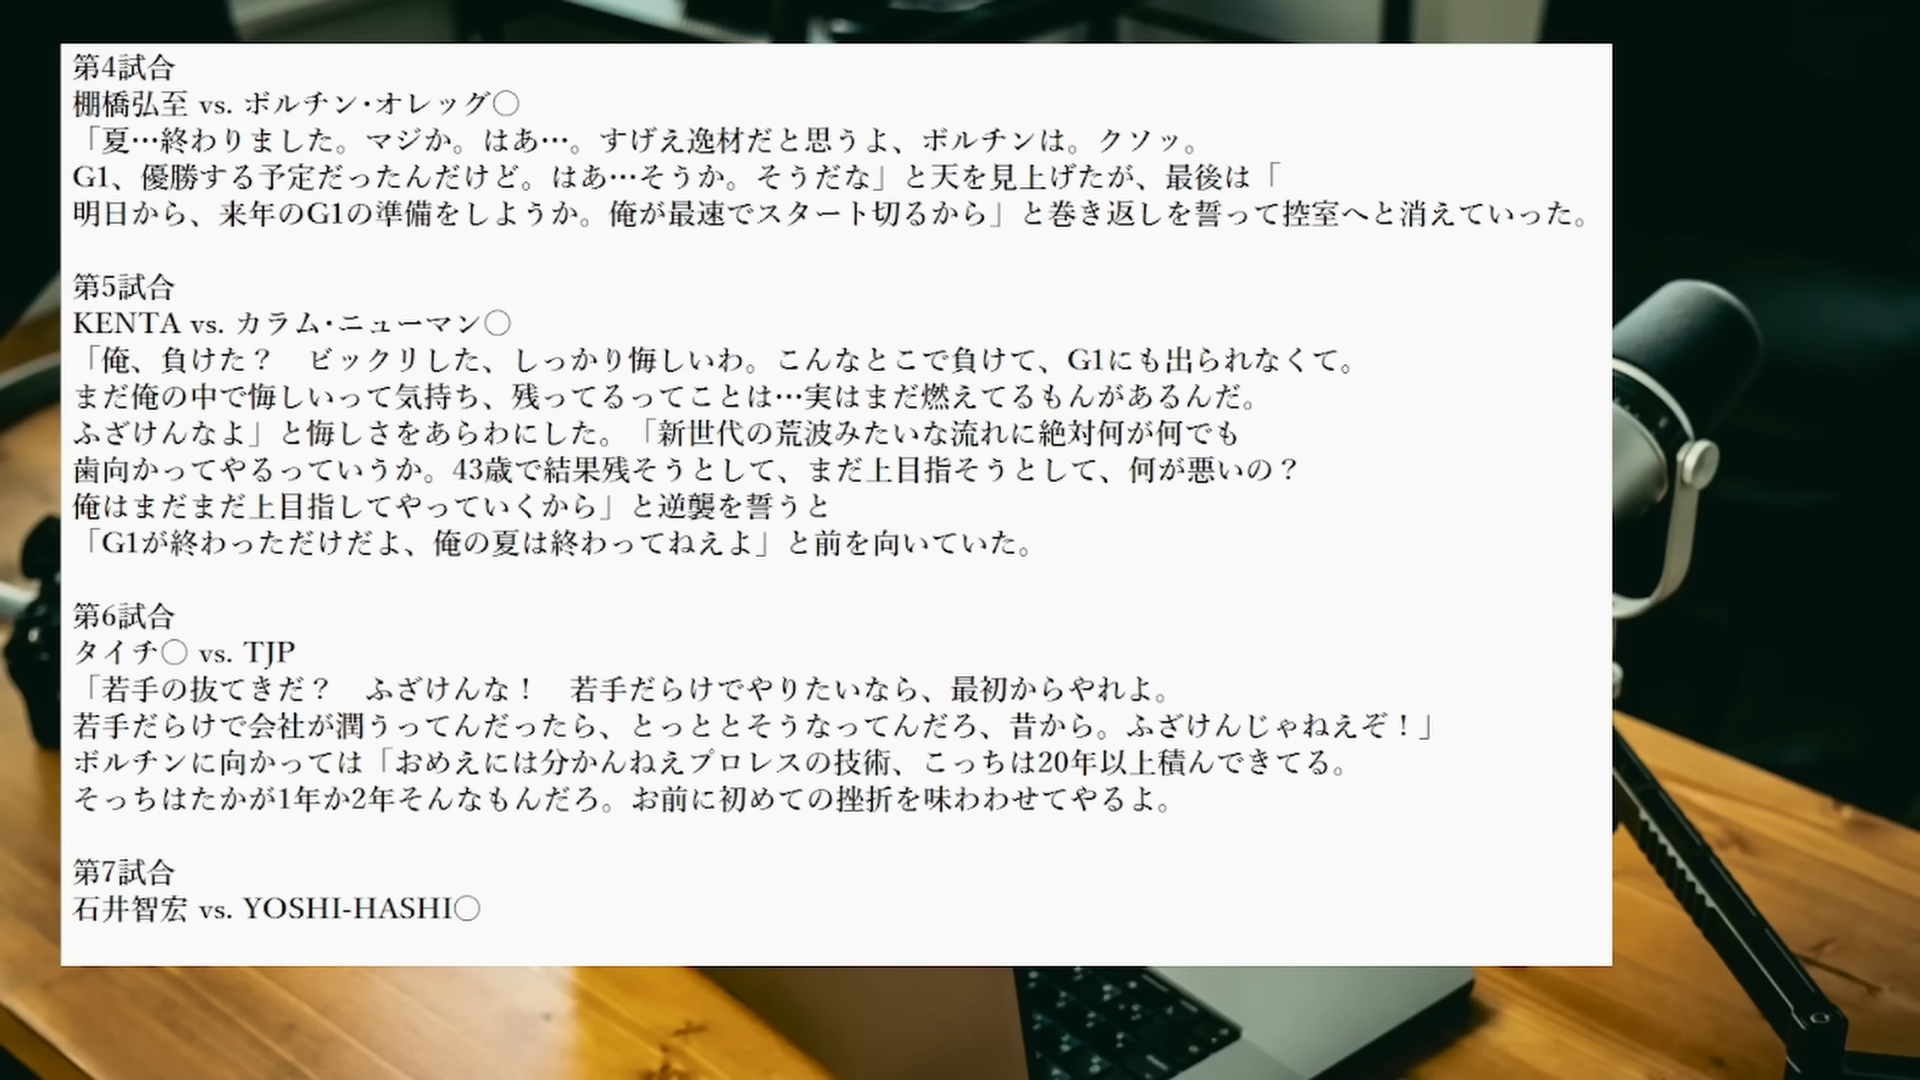 第4試合
棚橋弘至 vs. ボルチン・オレッグ〇
「夏…終わりました。マジか。はあ…。すげえ逸材だと思うよ、ボルチンは。クソッ。
G1、優勝する予定だったんだけど。はあ…そうか。そうだな」と天を見上げたが、最後は「
明日から、来年のG1の準備をしようか。俺が最速でスタート切るから」と巻き返しを誓って控室へと消えていった。
第5試合
KENTA vs. カラム・ニューマン〇
「俺、負けた？　ビックリした、しっかり悔しいわ。こんなとこで負けて、G1にも出られなくて。
まだ俺の中で悔しいって気持ち、残ってるってことは…実はまだ燃えてるもんがあるんだ。
ふざけんなよ」と悔しさをあらわにした。「新世代の荒波みたいな流れに絶対何が何でも
歯向かってやるっていうか。43歳で結果残そうとして、まだ上目指そうとして、何が悪いの？
俺はまだまだ上目指してやっていくから」と逆襲を誓うと
「G1が終わっただけだよ、俺の夏は終わってねえよ」と前を向いていた。
第6試合
タイチ〇 vs. TJP
「若手の抜てきだ？　ふざけんな！　若手だらけでやりたいなら、最初からやれよ。
若手だらけで会社が潤うってんだったら、とっととそうなってんだろ、昔から。ふざけんじゃねえぞ！」
ボルチンに向かっては「おめえには分かんねえプロレスの技術、こっちは20年以上積んできてる。
そっちはたかが1年か2年そんなもんだろ。お前に初めての挫折を味わわせてやるよ。
第7試合
石井智宏 vs. YOSHI-HASHI〇